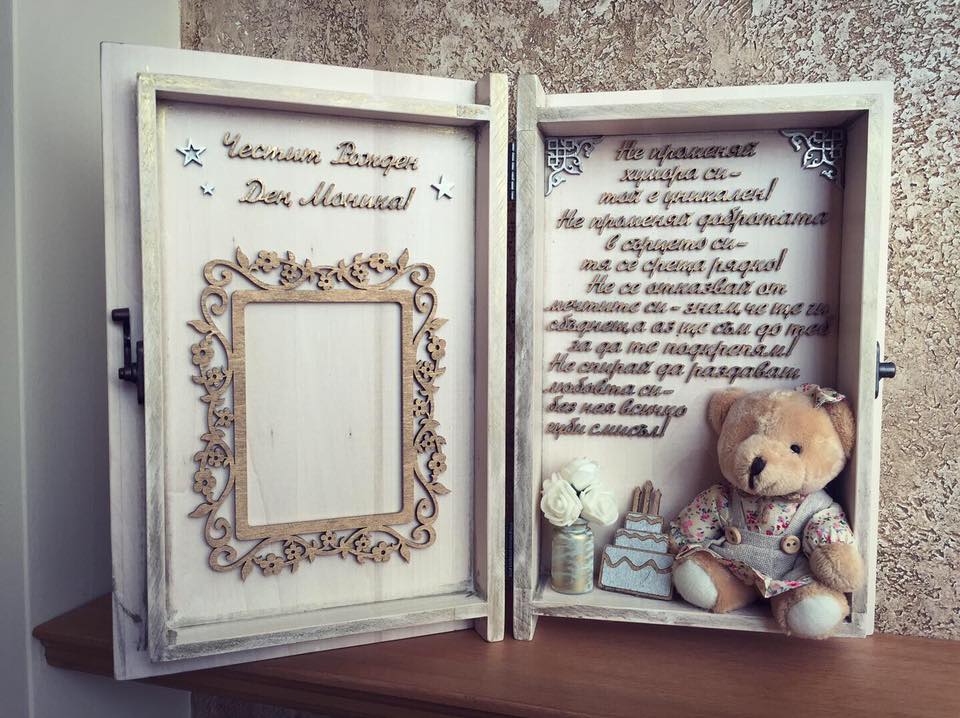 Честит Рожден
Ден, Моника!
Не променяй
хумора си-
той е уникален!
Не променяй добротата
в сърцето си-
тя се среща рядко!
Не се отказвай от
мечтите си - знам, че ще ги
сбъднеш, а аз ще съм до теб
за да те подкрепям!
Не спирай да раздаваш
любовта си-
без нея всичко
губи смисъл!